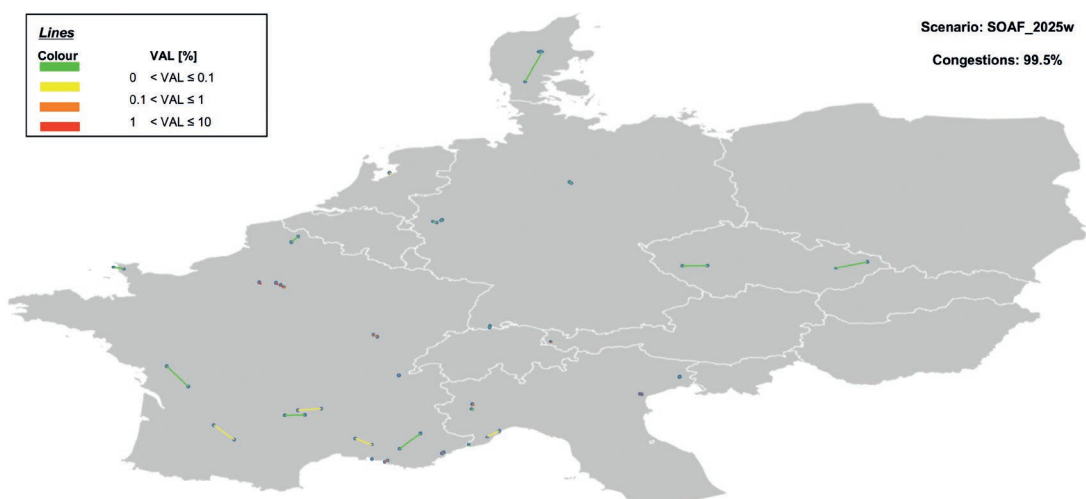 Lines
Colour VAL [%]
0 < VAL ≤ 0.1
0.1 < VAL ≤ 1
1 < VAL ≤ 10
Scenario: SOAF_2025w
Congestions: 99.5%